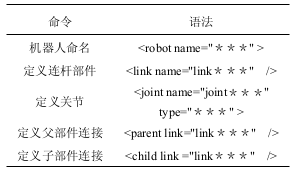 命令 语法
机器人命名 <robot name="＊＊＊" >
定义连杆部件 <link name="link＊＊＊" />
定义关节 <joint name="joint＊＊＊"
type="＊＊＊" >
定义父部件连接 <parent link="link＊＊＊" />
定义子部件连接 <child link ="link＊＊＊" />